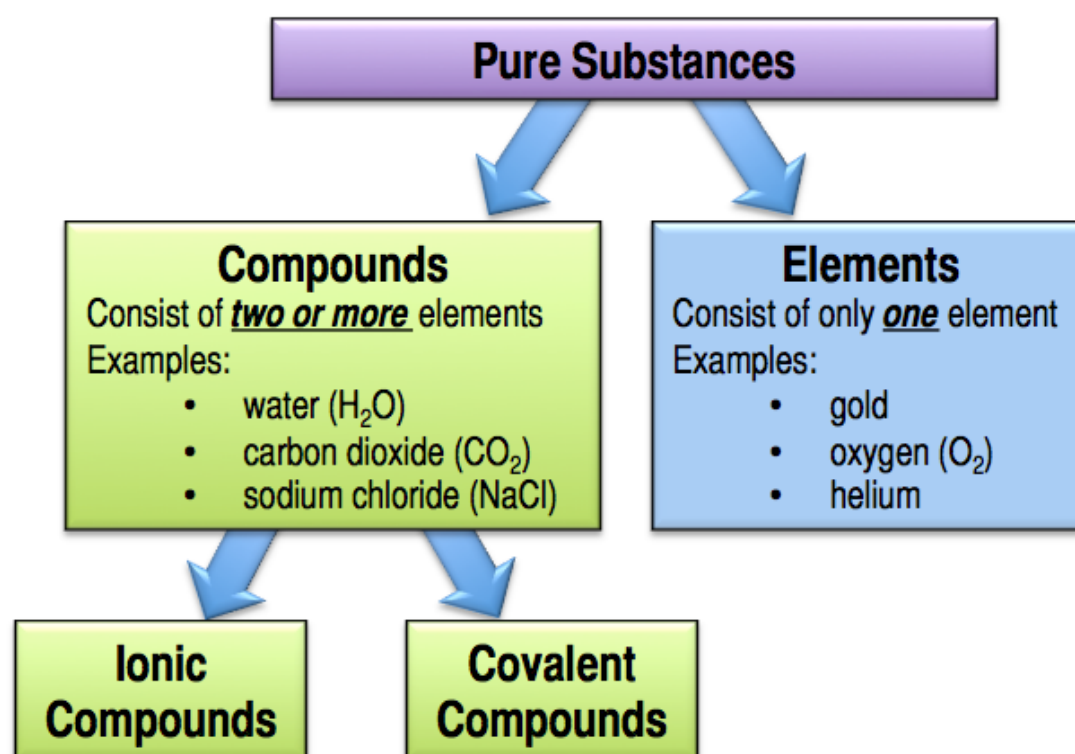 Pure Substances
Compounds
Consist of two or more elements
Examples:
• water (H₂O)
• carbon dioxide (CO₂)
• sodium chloride (NaCl)
Elements
Consist of only one element
Examples:
• gold
• oxygen (O₂)
• helium
Ionic
Compounds
Covalent
Compounds